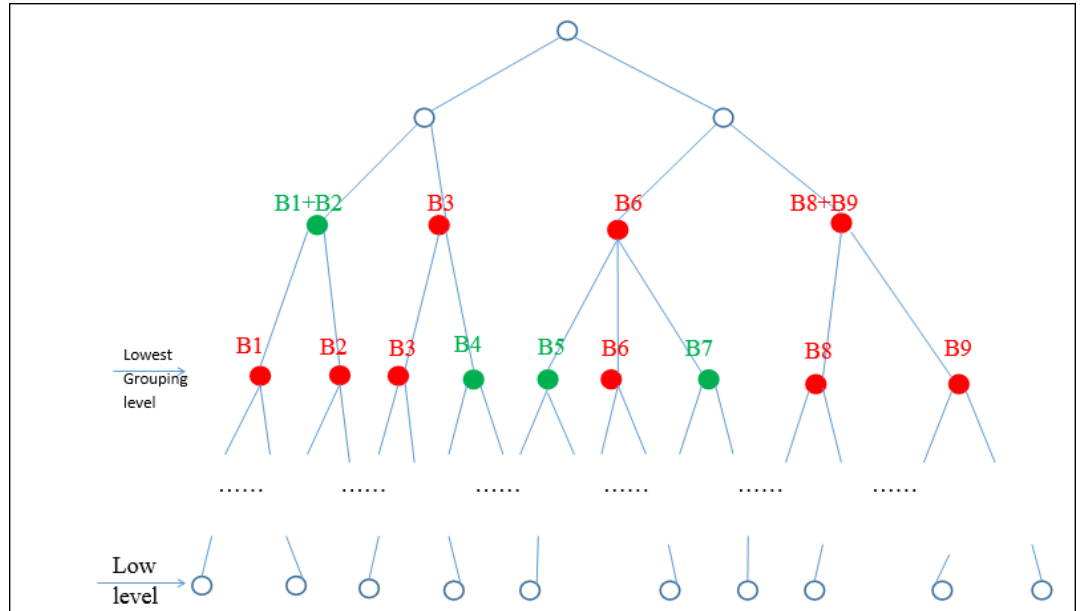 B1+B2
B3
B6
B8+B9
Lowest
Grouping
level
B1
B2
B3
B4
B5
B6
B7
B8
B9
...... ...... ...... ...... ...... ......
Low
level